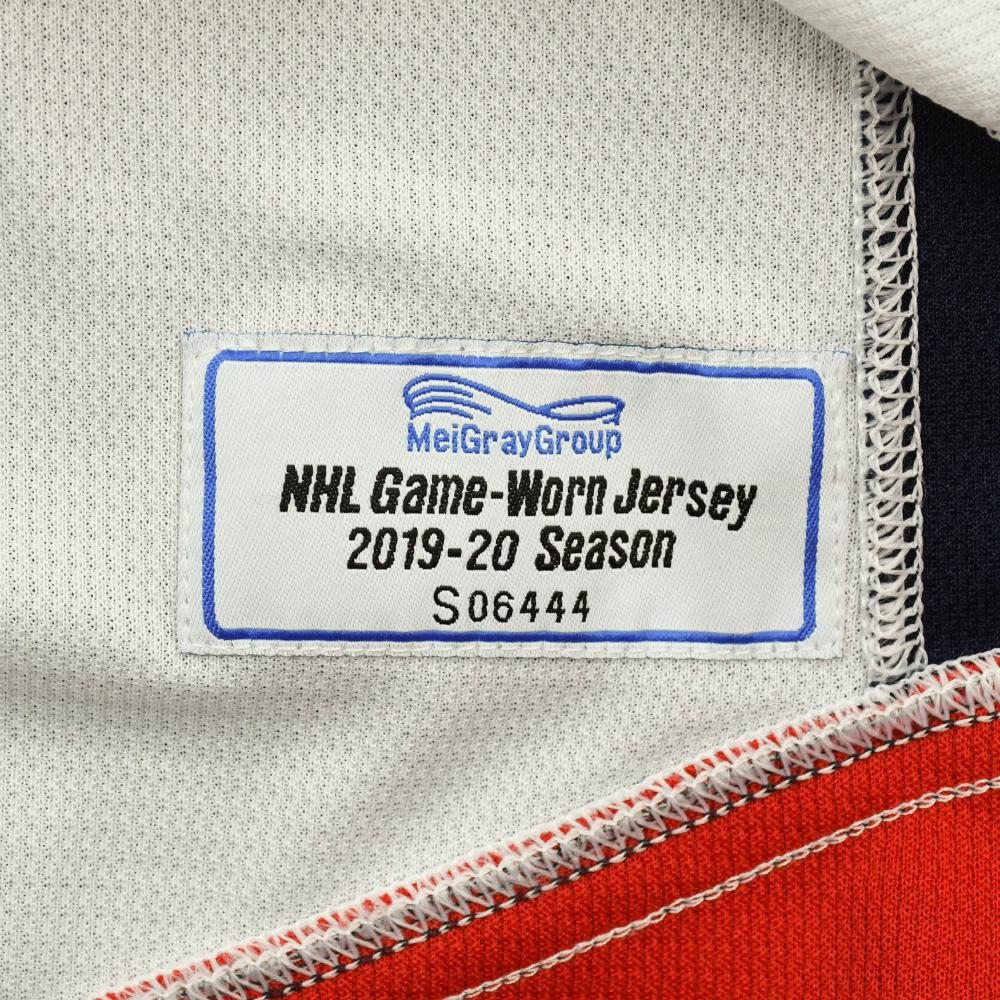 MeiGrayGroup
NHL Game-Worn Jersey
2019-20 Season
S06444